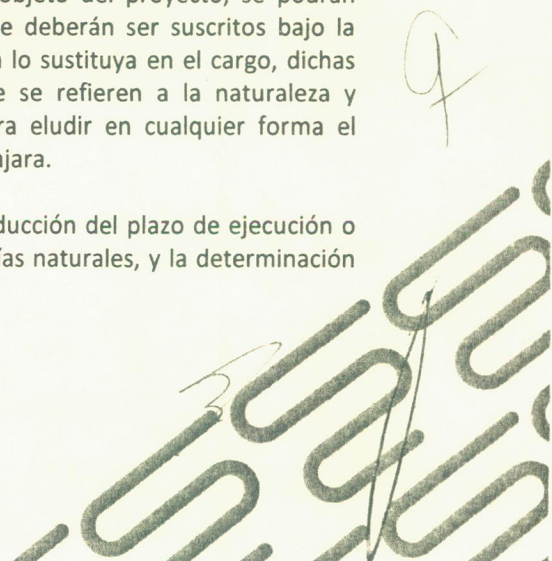 objeto del proyecto, se podrán
e deberán ser suscritos bajo la
lo sustituya en el cargo, dichas
e se refieren a la naturaleza y
ra eludir en cualquier forma el
jara.
ducción del plazo de ejecución o
ías naturales, y la determinación